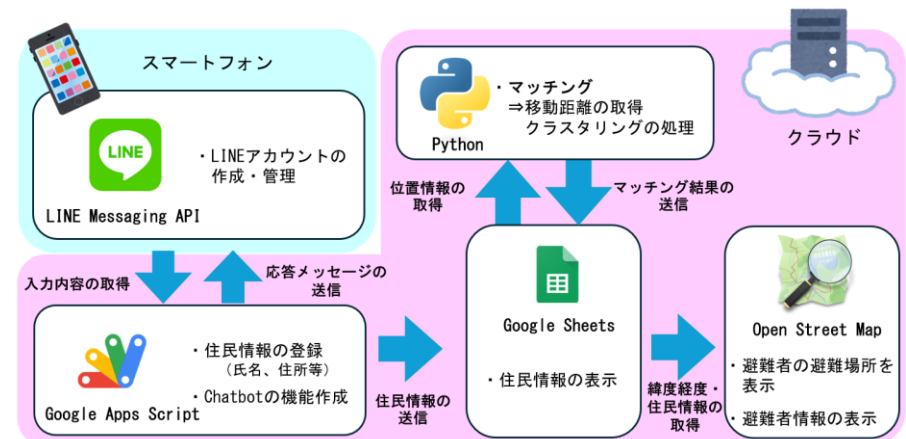 スマートフォン
LINE
・LINEアカウントの
作成・管理
LINE Messaging API
入力内容の取得
応答メッセージの
送信
・住民情報の登録
(氏名、住所等)
・Chatbotの機能作成
Google Apps Script
住民情報の
送信
クラウド
・マッチング
⇒移動距離の取得
クラスタリングの処理
Python
位置情報の
取得
マッチング結果の
送信
Google Sheets
・住民情報の表示
緯度経度・
住民情報の
取得
Open Street Map
・避難者の避難場所を
表示
・避難者情報の表示